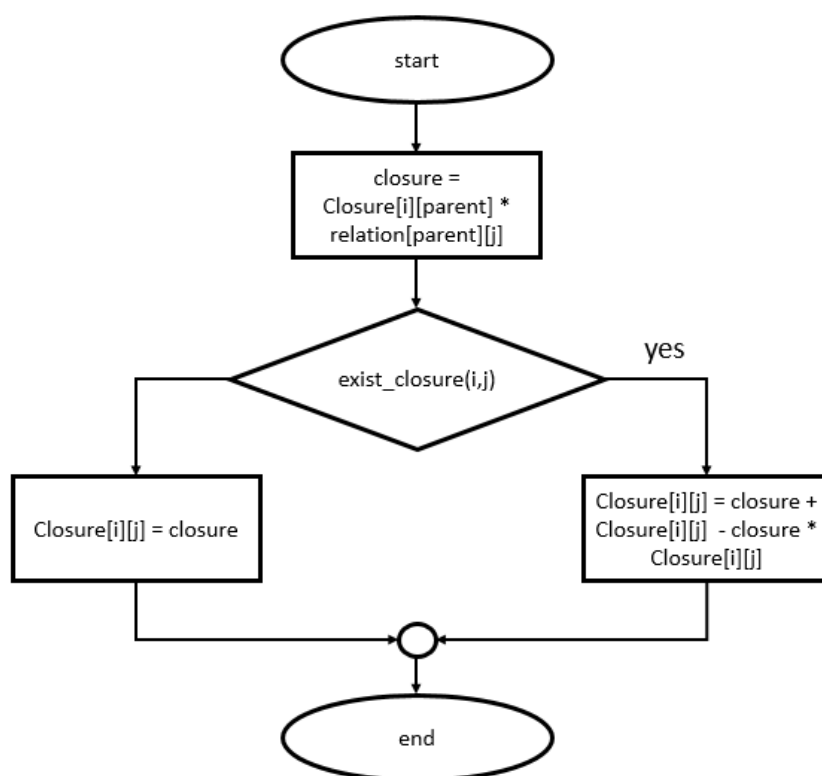 start
closure =
Closure[i][parent] *
relation[parent][j]
yes
exist_closure(i,j)
Closure[i][j] = closure
Closure[i][j] = closure +
Closure[i][j]  - closure *
Closure[i][j]
end